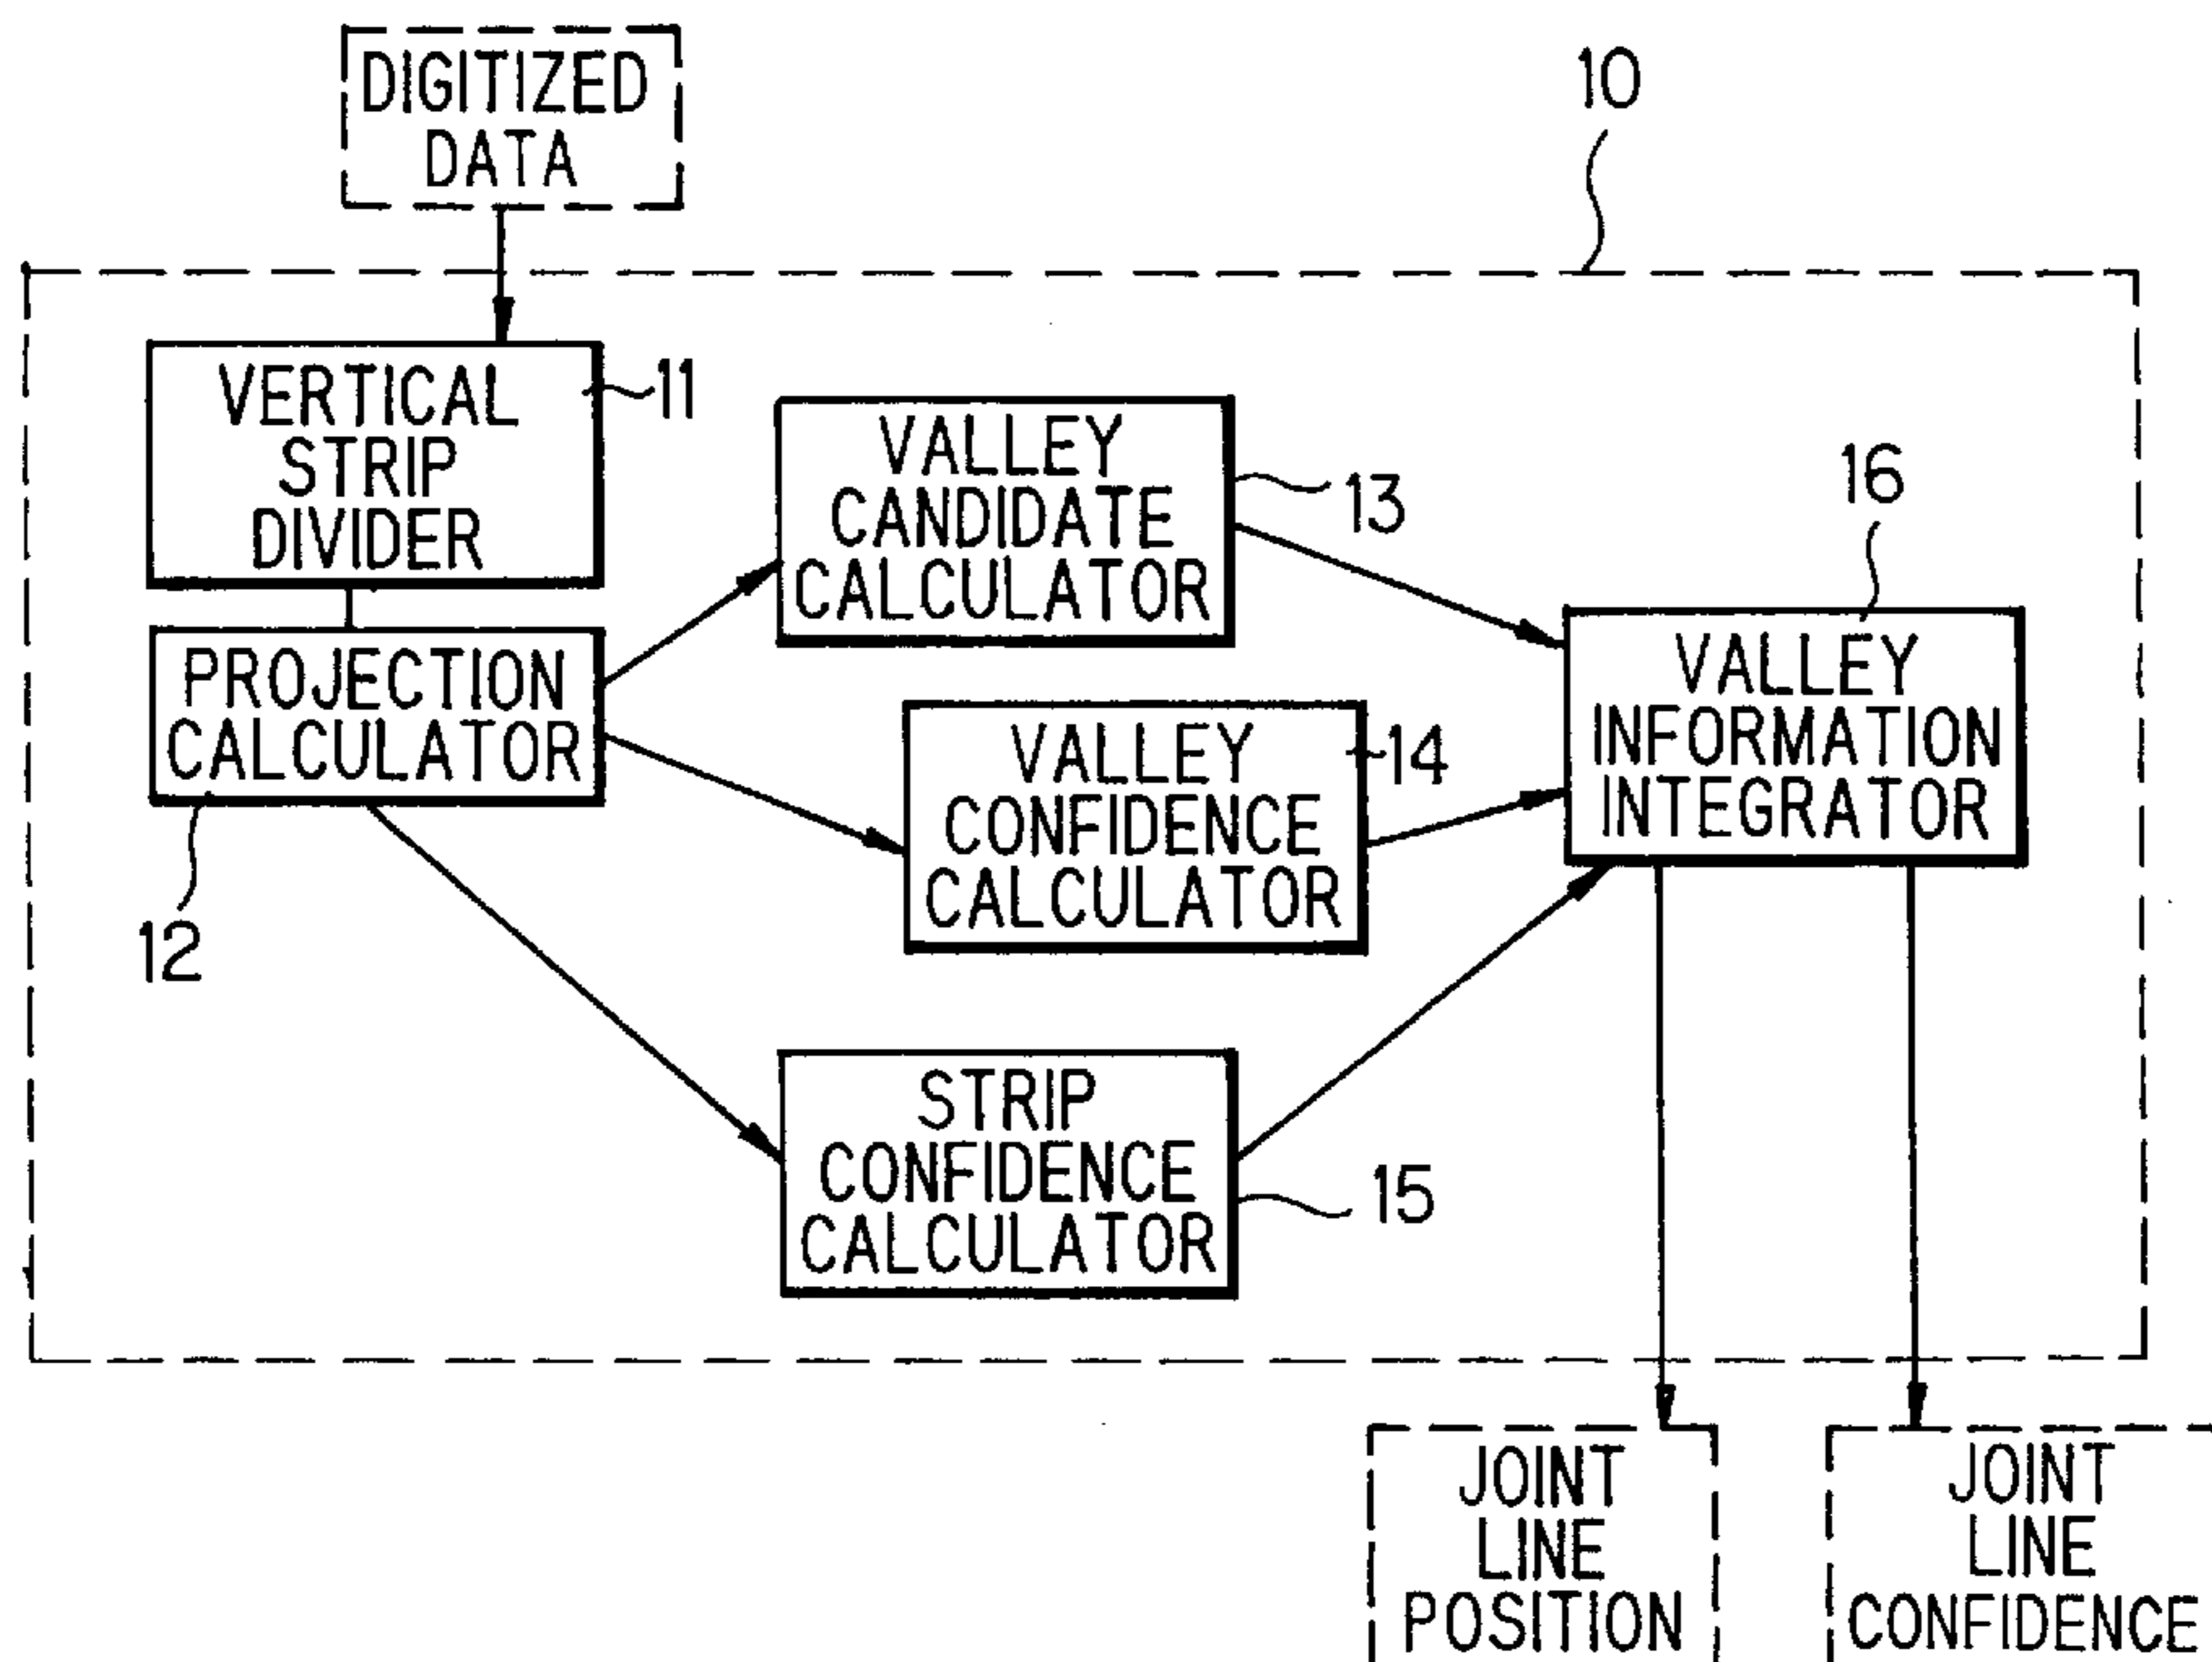 DIGITIZED
DATA
10
VERTICAL
STRIP
DIVIDER
11
PROJECTION
CALCULATOR
12
VALLEY
CANDIDATE
CALCULATOR
13
VALLEY
CONFIDENCE
CALCULATOR
14
STRIP
CONFIDENCE
CALCULATOR
15
16
VALLEY
INFORMATION
INTEGRATOR
JOINT
LINE
POSITION
JOINT
LINE
CONFIDENCE